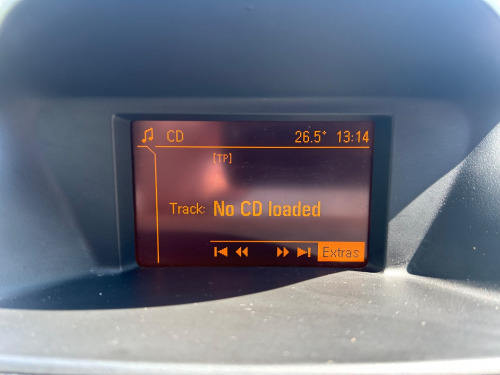 CD 26.5° 13:14
[TP]
Track: No CD loaded
Extras